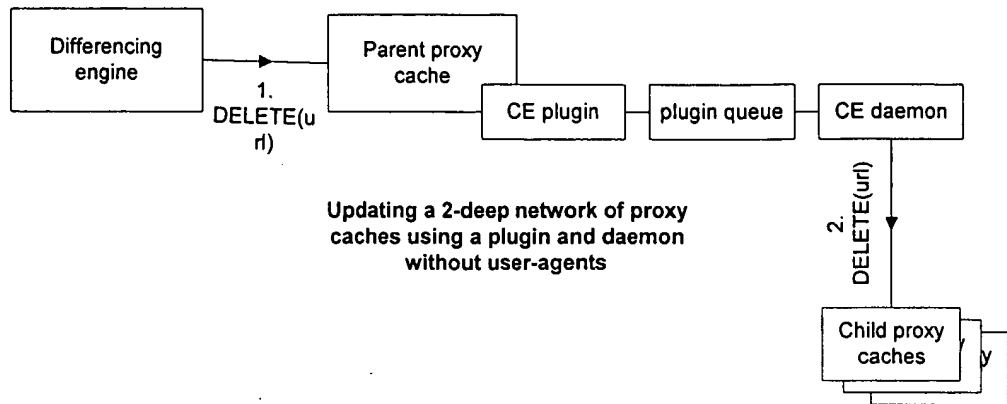 Differencing
engine
1.
DELETE(u
rl)
Parent proxy
cache
CE plugin
plugin queue
CE daemon
2.
DELETE(url)
Updating a 2-deep network of proxy
caches using a plugin and daemon
without user-agents
Child proxy
caches
y
y